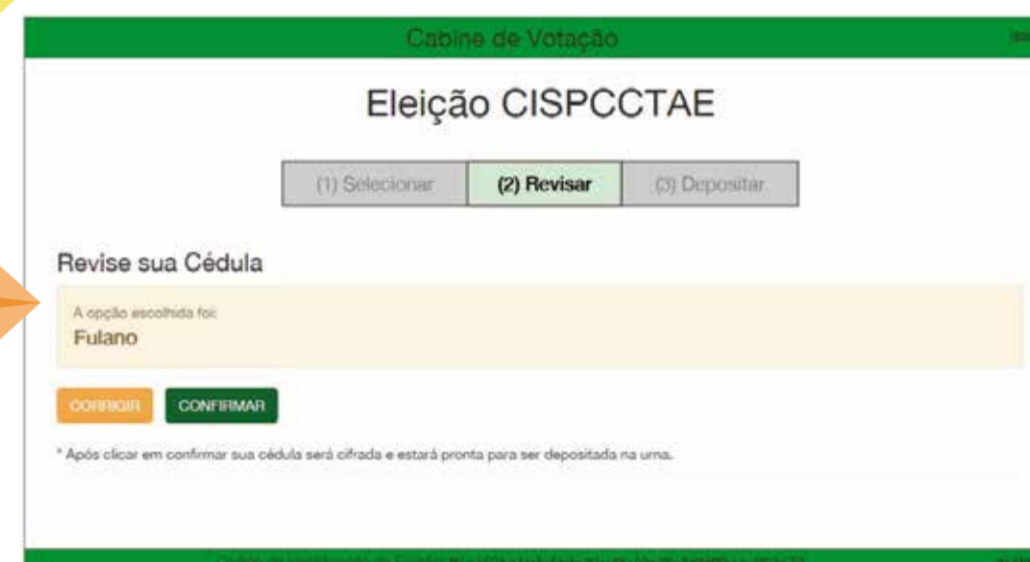 Cabine de Votação
Eleição CISPCCTAE
(1) Selecionar (2) Revisar (3) Depositar
Revise sua Cédula
A opção escolhida foi:
Fulano
CORRIGIR CONFIRMAR
* Após clicar em confirmar sua cédula será cifrada e estará pronta para ser depositada na urna.